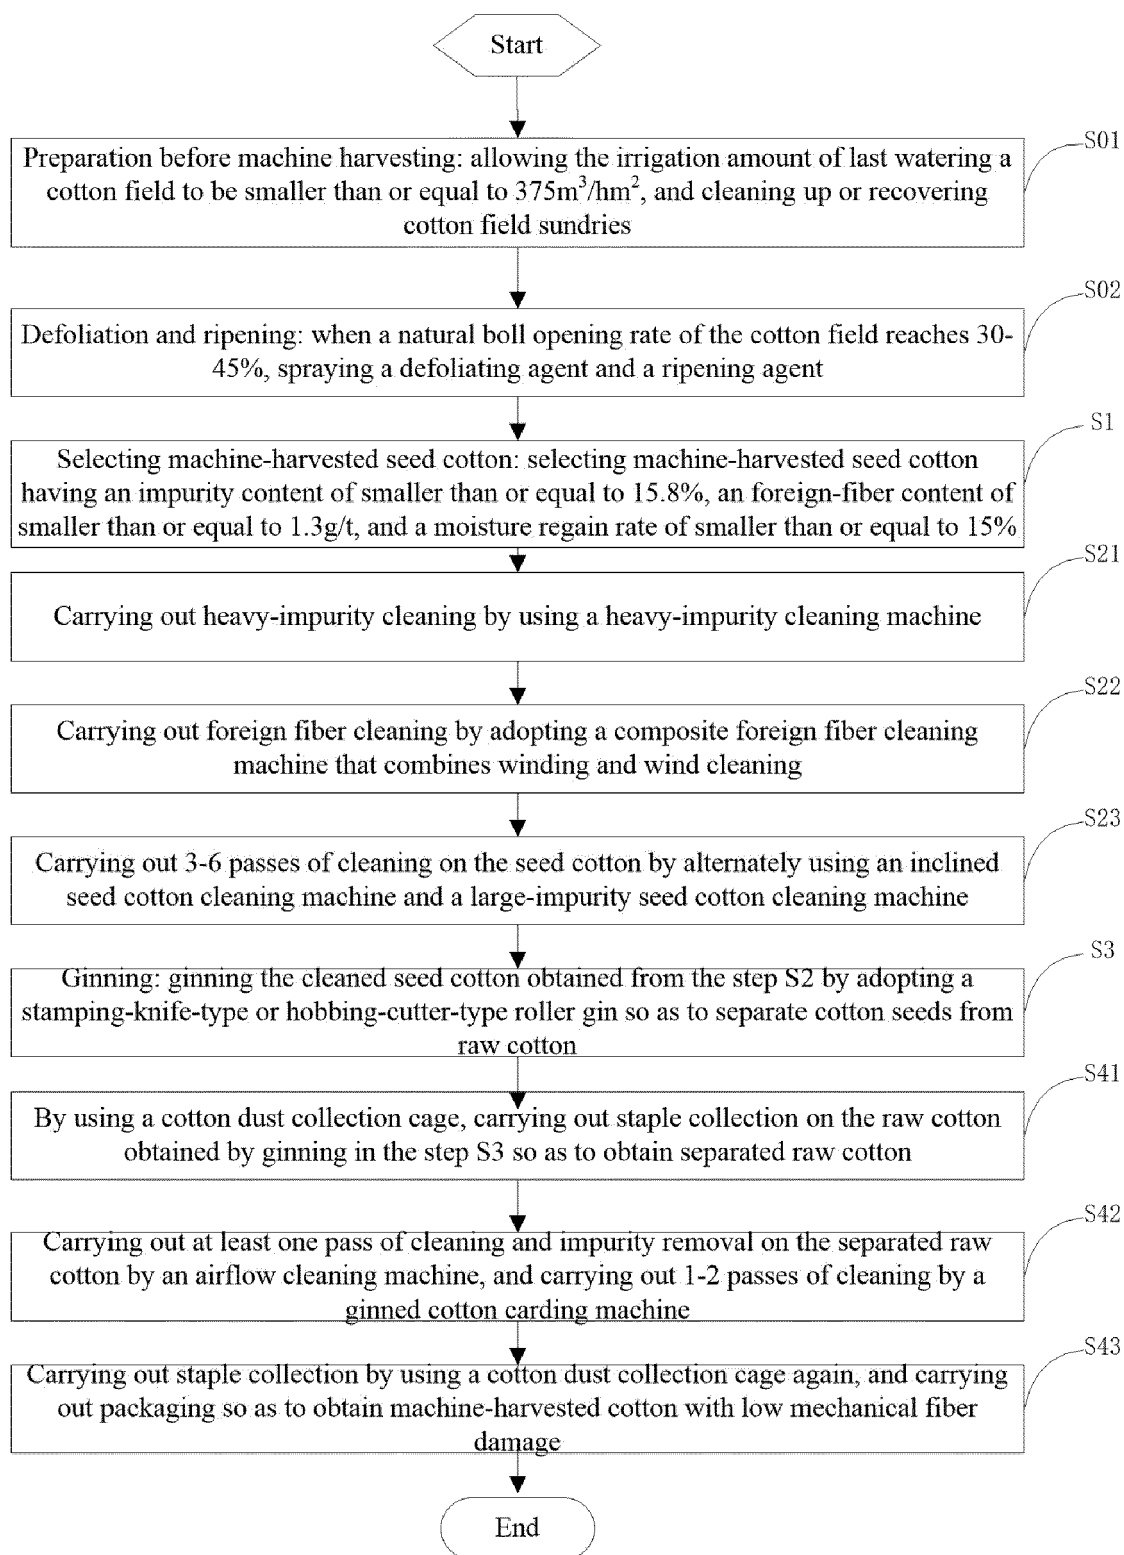 Start
S01
Preparation before machine harvesting: allowing the irrigation amount of last watering a
cotton field to be smaller than or equal to 375m³/hm², and cleaning up or recovering
cotton field sundries
S02
Defoliation and ripening: when a natural boll opening rate of the cotton field reaches 30-
45%, spraying a defoliating agent and a ripening agent
S1
Selecting machine-harvested seed cotton: selecting machine-harvested seed cotton
having an impurity content of smaller than or equal to 15.8%, an foreign-fiber content of
smaller than or equal to 1.3g/t, and a moisture regain rate of smaller than or equal to 15%
S21
Carrying out heavy-impurity cleaning by using a heavy-impurity cleaning machine
S22
Carrying out foreign fiber cleaning by adopting a composite foreign fiber cleaning
machine that combines winding and wind cleaning
S23
Carrying out 3-6 passes of cleaning on the seed cotton by alternately using an inclined
seed cotton cleaning machine and a large-impurity seed cotton cleaning machine
S3
Ginning: ginning the cleaned seed cotton obtained from the step S2 by adopting a
stamping-knife-type or hobbing-cutter-type roller gin so as to separate cotton seeds from
raw cotton
S41
By using a cotton dust collection cage, carrying out staple collection on the raw cotton
obtained by ginning in the step S3 so as to obtain separated raw cotton
S42
Carrying out at least one pass of cleaning and impurity removal on the separated raw
cotton by an airflow cleaning machine, and carrying out 1-2 passes of cleaning by a
ginned cotton carding machine
S43
Carrying out staple collection by using a cotton dust collection cage again, and carrying
out packaging so as to obtain machine-harvested cotton with low mechanical fiber
damage
End